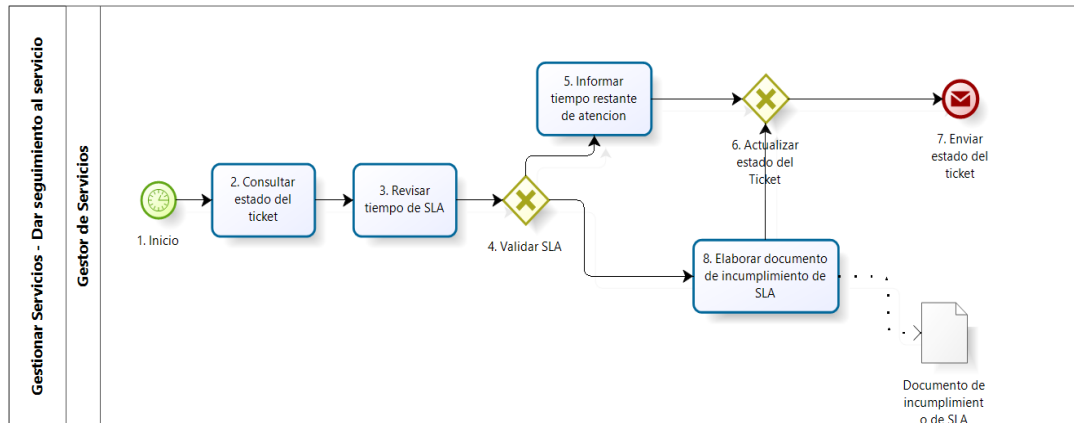 Gestionar Servicios - Dar seguimiento al servicio
Gestor de Servicios
1. Inicio
2. Consultar
estado del
ticket
3. Revisar
tiempo de SLA
4. Validar SLA
5. Informar
tiempo restante
de atencion
6. Actualizar
estado del
Ticket
7. Enviar
estado del
ticket
8. Elaborar documento
de incumplimiento de
SLA
Documento de
incumplimient
o de SLA